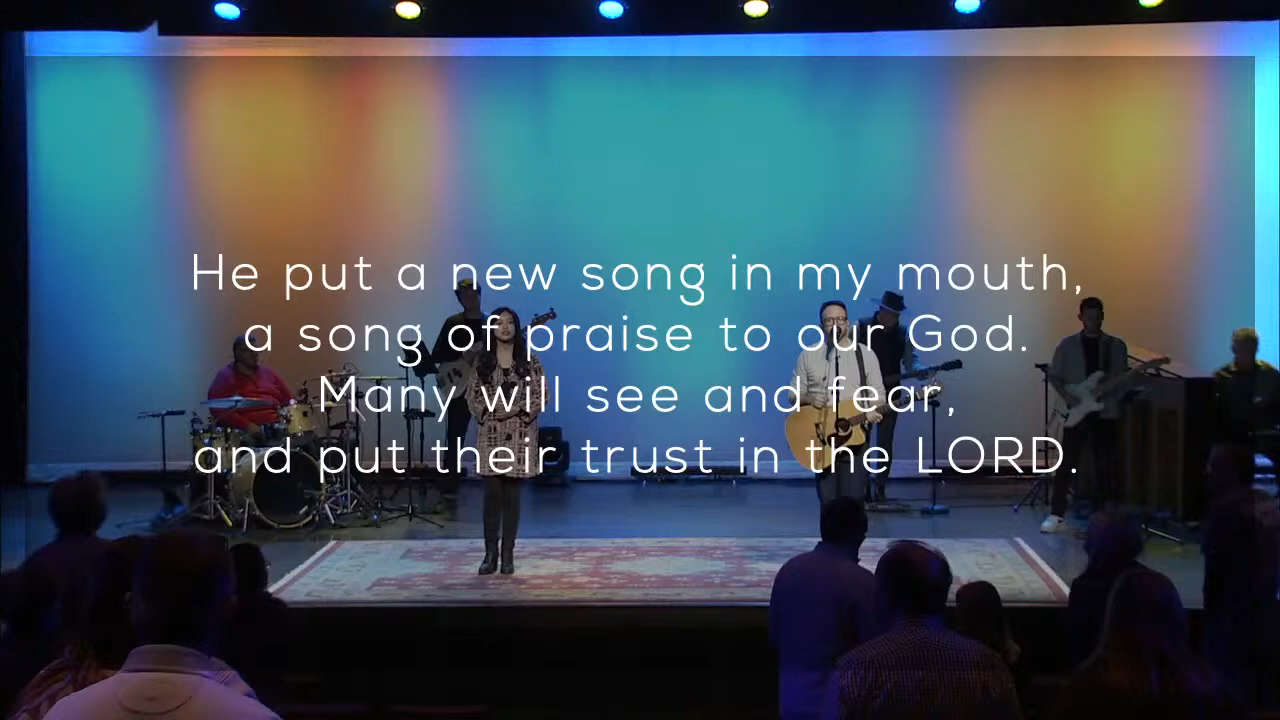 He put a new song in my mouth,
a song of praise to our God.
Many will see and fear,
and put their trust in the LORD.